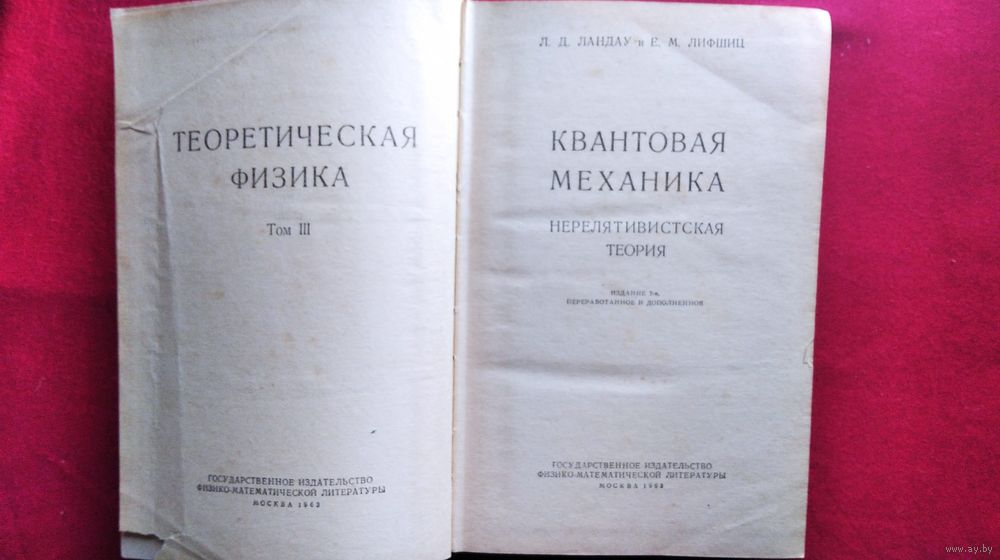 ТЕОРЕТИЧЕСКАЯ
ФИЗИКА
Том III
ГОСУДАРСТВЕННОЕ ИЗДАТЕЛЬСТВО
ФИЗИКО-МАТЕМАТИЧЕСКОЙ ЛИТЕРАТУРЫ
МОСКВА 1963
Л. Д. ЛАНДАУ и Е. М. ЛИФШИЦ
КВАНТОВАЯ
МЕХАНИКА
НЕРЕЛЯТИВИСТСКАЯ
ТЕОРИЯ
ИЗДАНИЕ
ПЕРЕРАБОТАННОЕ И ДОПОЛНЕННОЕ
ГОСУДАРСТВЕННОЕ ИЗДАТЕЛЬСТВО
ФИЗИКО-МАТЕМАТИЧЕСКОЙ ЛИТЕРАТУРЫ
МОСКВА 1963
www.ay.by